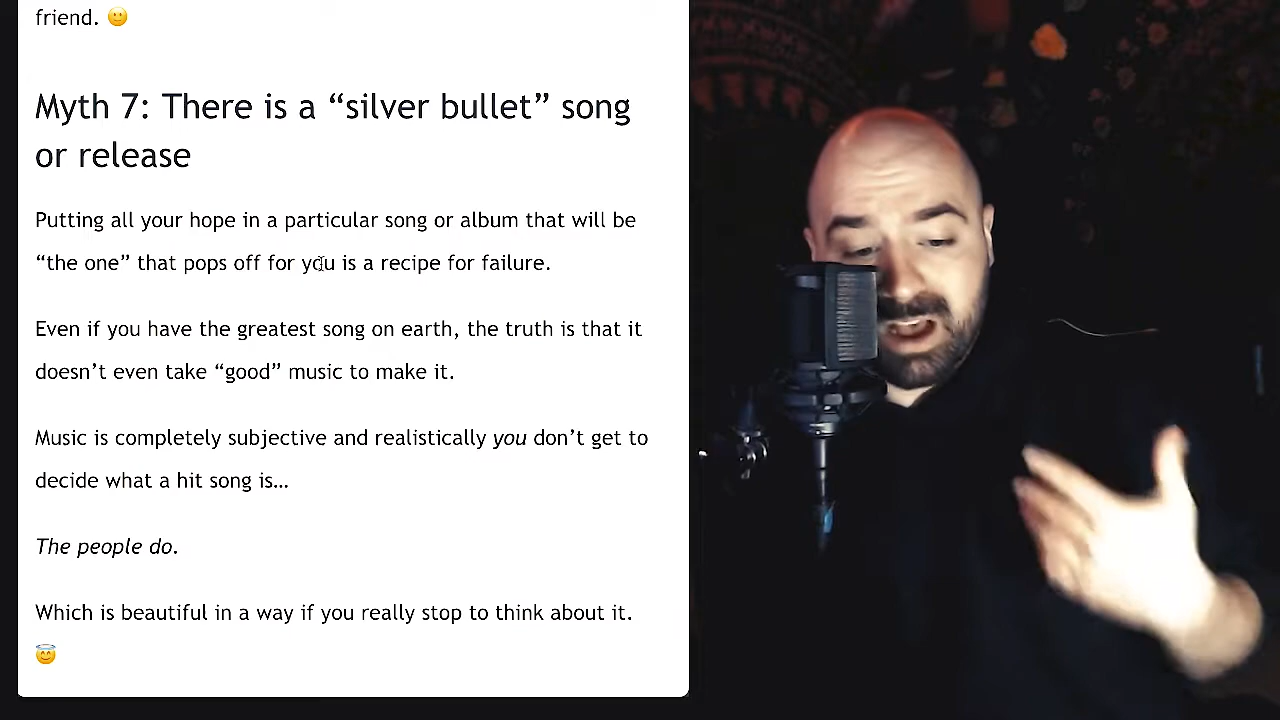 friend. 🙂
Myth 7: There is a “silver bullet” song
or release
Putting all your hope in a particular song or album that will be
“the one” that pops off for you is a recipe for failure.
Even if you have the greatest song on earth, the truth is that it
doesn’t even take “good” music to make it.
Music is completely subjective and realistically you don’t get to
decide what a hit song is…
The people do.
Which is beautiful in a way if you really stop to think about it.
😇